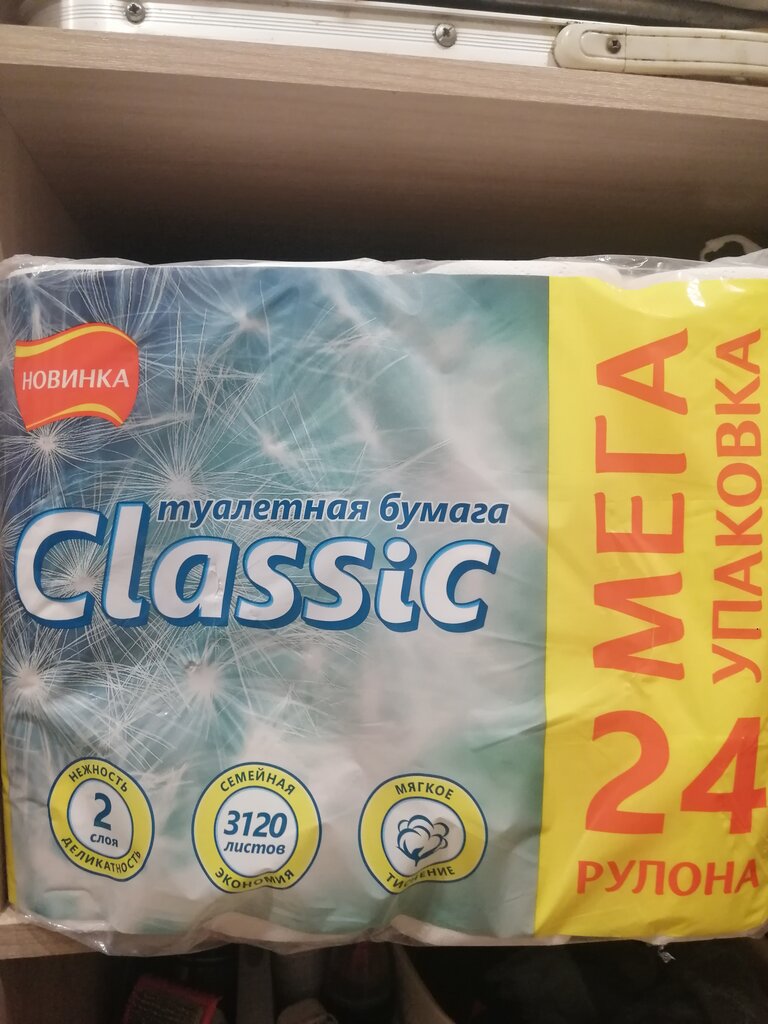 НОВИНКА
туалетная бумага
Classic
НЕЖНОСТЬ
2
слоя
ДЕЛИКАТНОСТЬ
СЕМЕЙНАЯ
3120
листов
ЭКОНОМИЯ
МЯГКОЕ
ТИСНЕНИЕ
МЕГА
УПАКОВКА
24
РУЛОНА